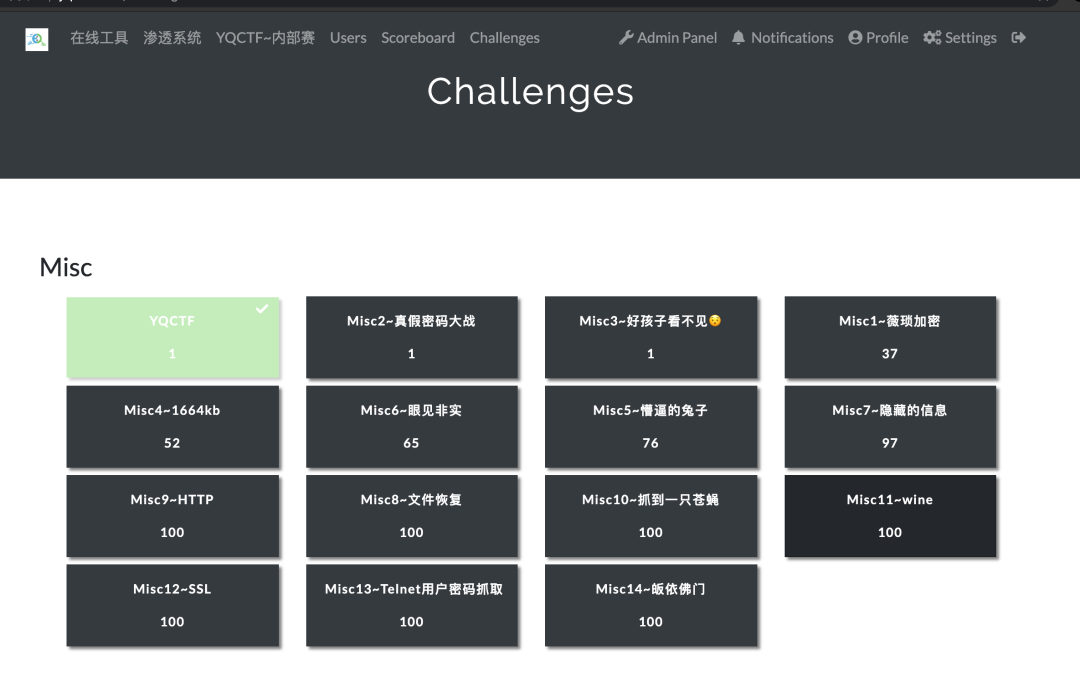 在线工具 渗透系统 YQCTF~内部赛 Users Scoreboard Challenges Admin Panel Notifications Profile Settings
Challenges
Misc
YQCTF Misc2~真假密码大战 Misc3~好孩子看不见😏 Misc1~薇琐加密
1 1 1 37
Misc4~1664kb Misc6~眼见非实 Misc5~懵逼的兔子 Misc7~隐藏的信息
52 65 76 97
Misc9~HTTP Misc8~文件恢复 Misc10~抓到一只苍蝇 Misc11~wine
100 100 100 100
Misc12~SSL Misc13~Telnet用户密码抓取 Misc14~皈依佛门
100 100 100